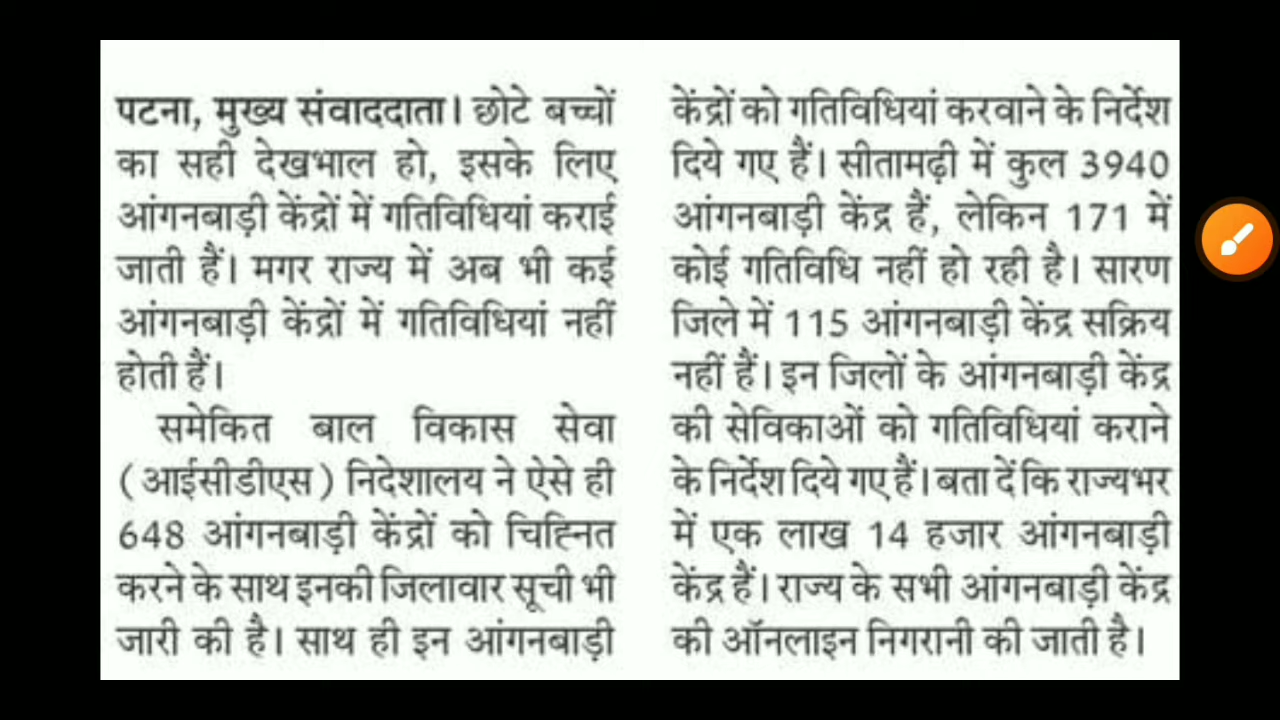 पटना, मुख्य संवाददाता। छोटे बच्चों
का सही देखभाल हो, इसके लिए
आंगनबाड़ी केंद्रों में गतिविधियां कराई
जाती हैं। मगर राज्य में अब भी कई
आंगनबाड़ी केंद्रों में गतिविधियां नहीं
होती हैं।
समेकित बाल विकास सेवा
(आईसीडीएस) निदेशालय ने ऐसे ही
648 आंगनबाड़ी केंद्रों को चिह्नित
करने के साथ इनकी जिलावार सूची भी
जारी की है। साथ ही इन आंगनबाड़ी
केंद्रों को गतिविधियां करवाने के निर्देश
दिये गए हैं। सीतामढ़ी में कुल 3940
आंगनबाड़ी केंद्र हैं, लेकिन 171 में
कोई गतिविधि नहीं हो रही है। सारण
जिले में 115 आंगनबाड़ी केंद्र सक्रिय
नहीं हैं। इन जिलों के आंगनबाड़ी केंद्र
की सेविकाओं को गतिविधियां कराने
के निर्देश दिये गए हैं। बता दें कि राज्यभर
में एक लाख 14 हजार आंगनबाड़ी
केंद्र हैं। राज्य के सभी आंगनबाड़ी केंद्र
की ऑनलाइन निगरानी की जाती है।